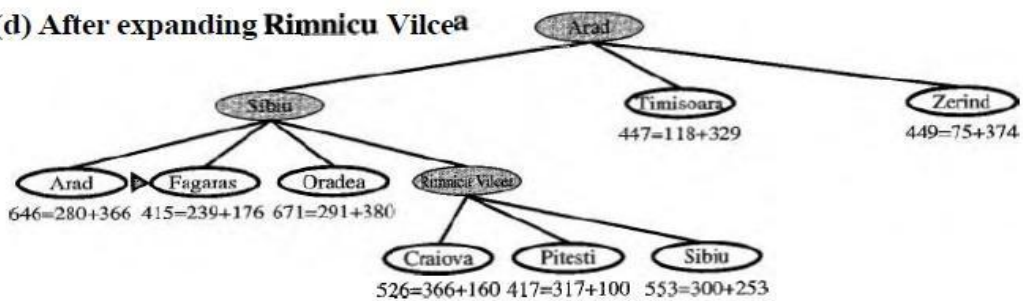 (d) After expanding Rimnicu Vilcea
Arad
Sibiu
Timisoara
Zerind
447=118+329
449=75+374
Arad
Fagaras
Oradea
Rimnicu Vilcea
646=280+366 415=239+176 671=291+380
Craiova
Pitesti
Sibiu
526=366+160 417=317+100 553=300+253